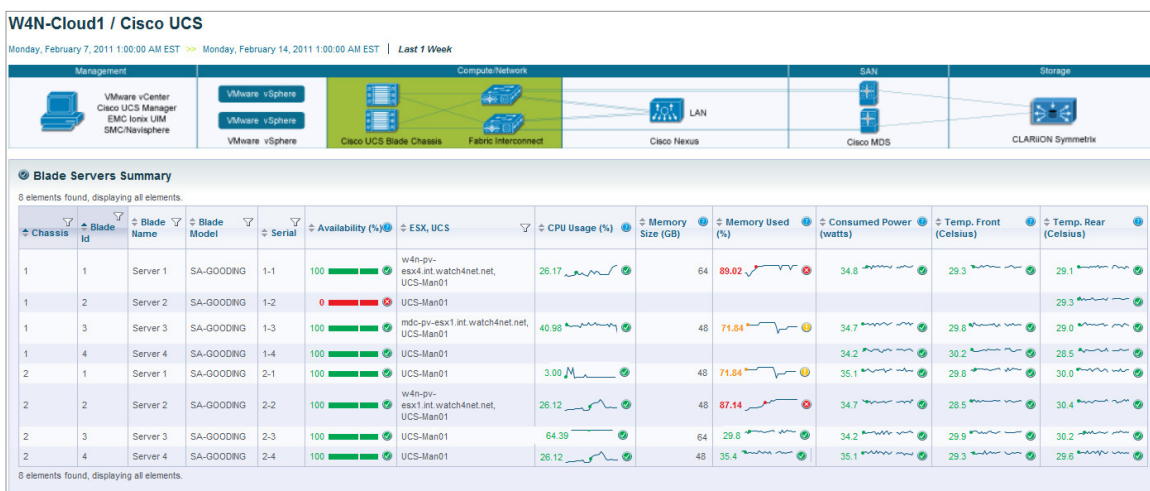 W4N-Cloud1 / Cisco UCS
Monday, February 7, 2011 1:00:00 AM EST >> Monday, February 14, 2011 1:00:00 AM EST | Last 1 Week
Management Compute/Network SAN Storage
VMware vCenter
Cisco UCS Manager
EMC Ionix UIM
SMC/Navisphere
VMware vSphere
VMware vSphere
VMware vSphere
Cisco UCS Blade Chassis
Fabric Interconnect
LAN
Cisco Nexus
Cisco MDS
CLARiiON Symmetrix
Blade Servers Summary
8 elements found, displaying all elements.
Chassis Blade Id Blade Name Blade Model Serial Availability (%) ESX, UCS CPU Usage (%) Memory Size (GB) Memory Used (%) Consumed Power (watts) Temp. Front (Celsius) Temp. Rear (Celsius)
1 1 Server 1 SA-GOODING 1-1 100 w4n-pv-esx4.int.watch4net.net, UCS-Man01 26.17 64 89.02 34.8 29.3 29.1
1 2 Server 2 SA-GOODING 1-2 0 UCS-Man01 29.3
1 3 Server 3 SA-GOODING 1-3 100 mdc-pv-esx1.int.watch4net.net, UCS-Man01 40.98 48 71.84 34.7 29.8 29.0
1 4 Server 4 SA-GOODING 1-4 100 UCS-Man01 34.2 30.2 28.5
2 1 Server 1 SA-GOODING 2-1 100 UCS-Man01 3.00 48 71.84 35.1 29.8 30.0
2 2 Server 2 SA-GOODING 2-2 100 w4n-pv-esx1.int.watch4net.net, UCS-Man01 26.12 48 87.14 34.7 28.5 30.4
2 3 Server 3 SA-GOODING 2-3 100 UCS-Man01 64.39 64 29.8 34.2 29.9 30.2
2 4 Server 4 SA-GOODING 2-4 100 UCS-Man01 26.12 48 35.4 35.1 29.3 29.6
8 elements found, displaying all elements.